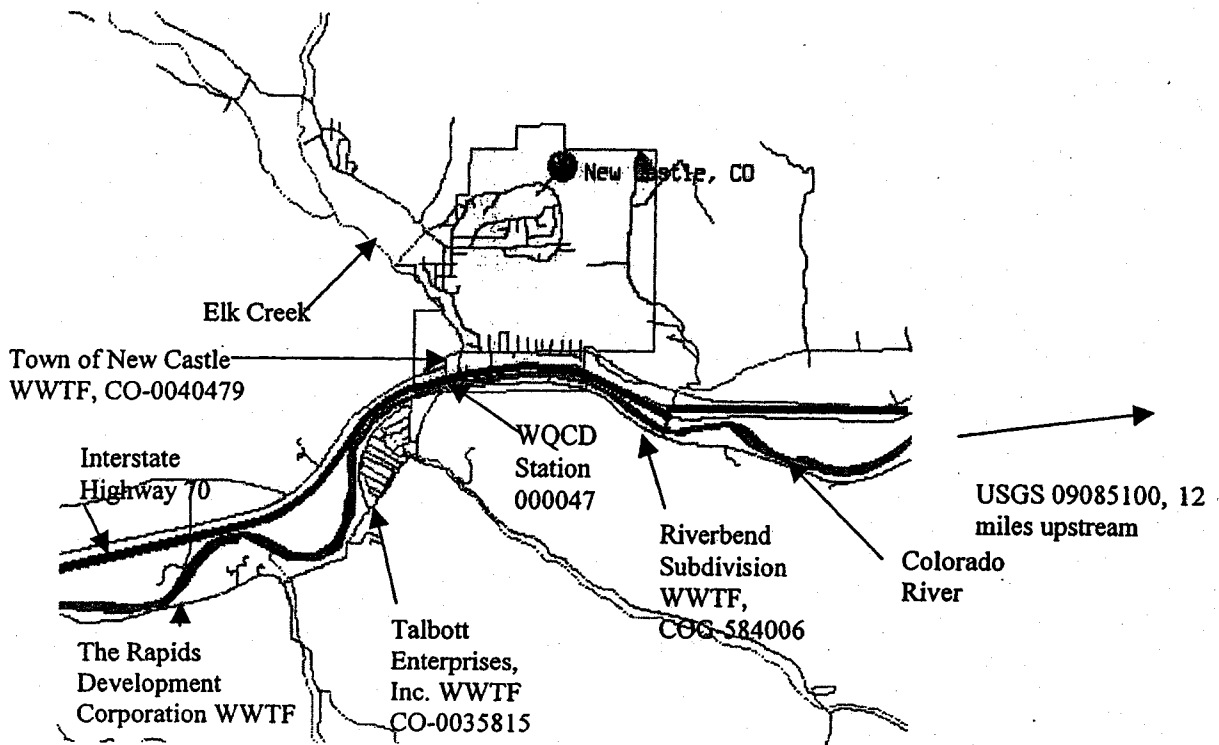 New Castle, CO
Elk Creek
Town of New Castle
WWTF, CO-0040479
WQCD
Station
000047
Interstate
Highway 70
USGS 09085100, 12
miles upstream
Riverbend
Subdivision
WWTF,
COG-584006
Colorado
River
The Rapids
Development
Corporation WWTF
Talbott
Enterprises,
Inc. WWTF
CO-0035815